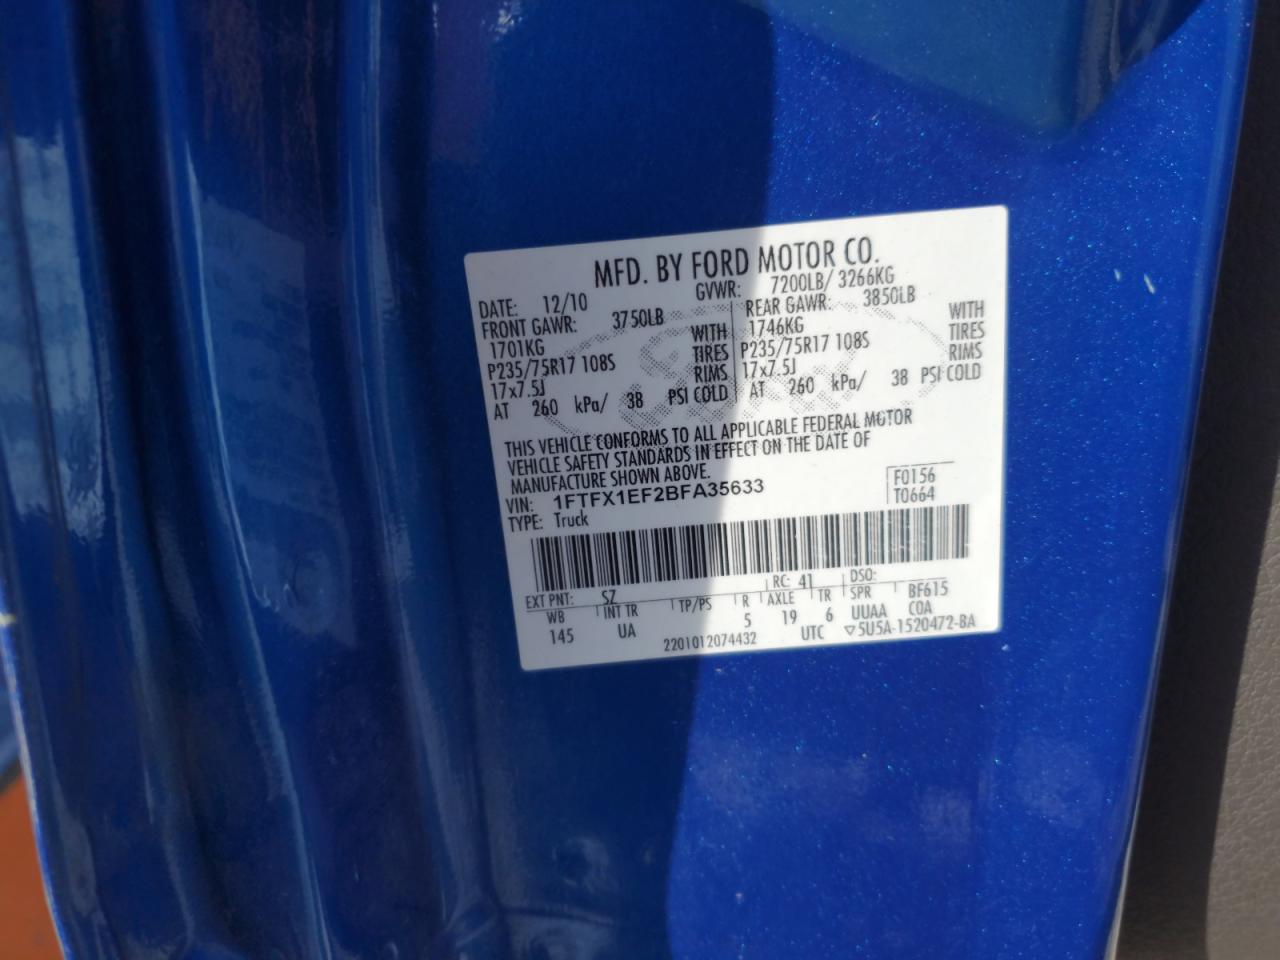 MFD. BY FORD MOTOR CO.
DATE: 12/10 GVWR: 7200LB/ 3266KG
FRONT GAWR: 3750LB REAR GAWR: 3850LB
1701KG WITH 1746KG WITH
P235/75R17 108S TIRES P235/75R17 108S TIRES
17x7.5J RIMS 17x7.5J RIMS
AT 260 kPa/ 38 PSI COLD AT 260 kPa/ 38 PSI COLD
THIS VEHICLE CONFORMS TO ALL APPLICABLE FEDERAL MOTOR
VEHICLE SAFETY STANDARDS IN EFFECT ON THE DATE OF
MANUFACTURE SHOWN ABOVE.
VIN: 1FTFX1EF2BFA35633 F0156
TYPE: Truck T0664
EXT PNT: SZ RC: 41 DSO:
WB INT TR TP/PS R AXLE TR SPR BF615
145 UA 5 19 6 UUAA COA
2201012074432 UTC ▽5U5A-1520472-BA